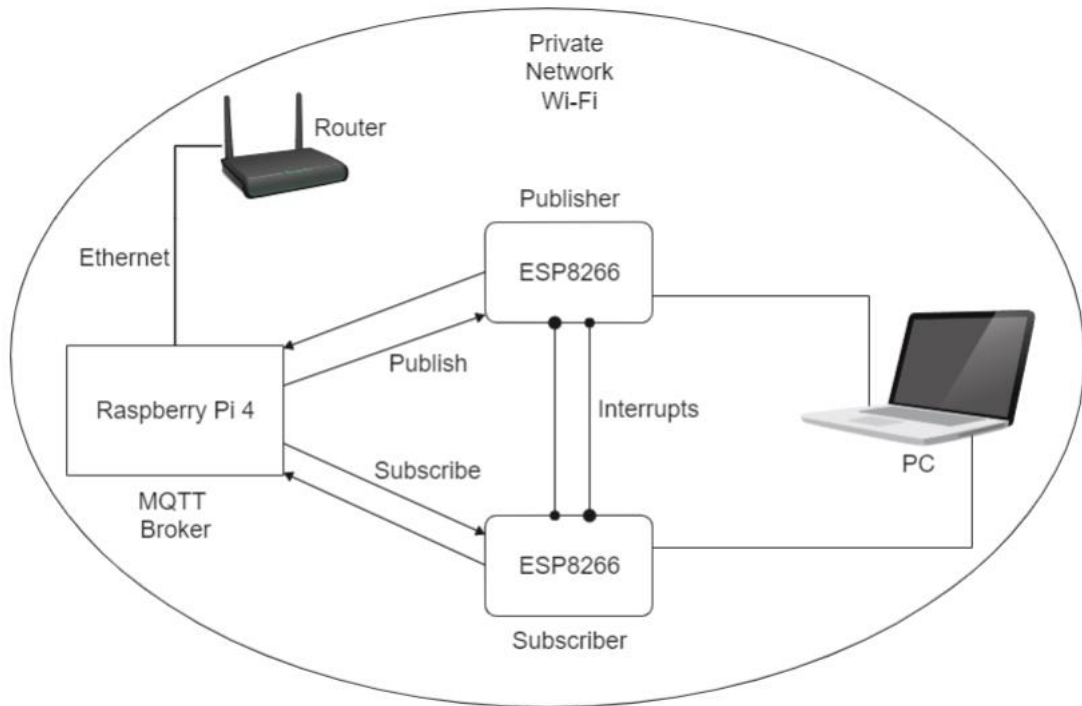 Private
Network
Wi-Fi
Router
Publisher
Ethernet
ESP8266
Publish
Raspberry Pi 4
Interrupts
Subscribe
PC
MQTT
Broker
ESP8266
Subscriber